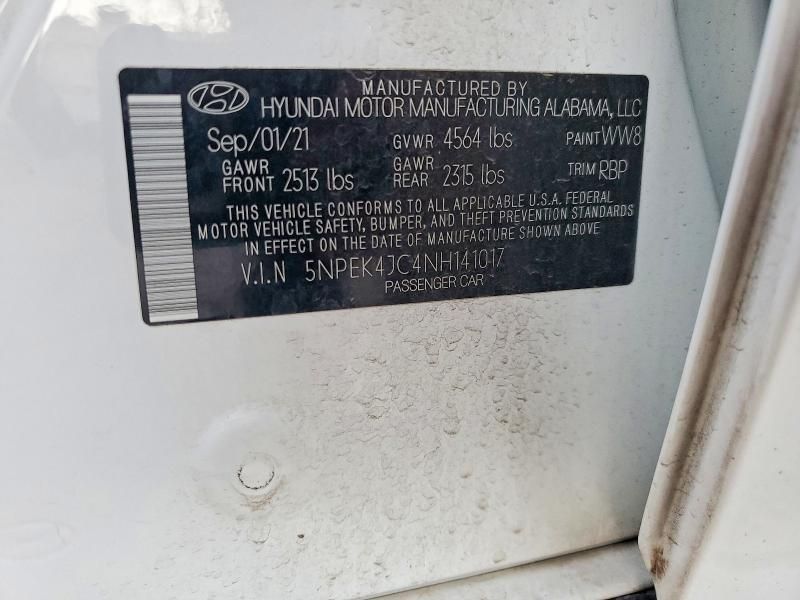 MANUFACTURED BY
HYUNDAI MOTOR MANUFACTURING ALABAMA, LLC
Sep/01/21 GVWR 4564 lbs PAINT WW8
GAWR FRONT 2513 lbs GAWR REAR 2315 lbs TRIM RBP
THIS VEHICLE CONFORMS TO ALL APPLICABLE U.S.A. FEDERAL
MOTOR VEHICLE SAFETY, BUMPER, AND THEFT PREVENTION STANDARDS
IN EFFECT ON THE DATE OF MANUFACTURE SHOWN ABOVE
V.I.N 5NPEK4JC4NH141017
PASSENGER CAR